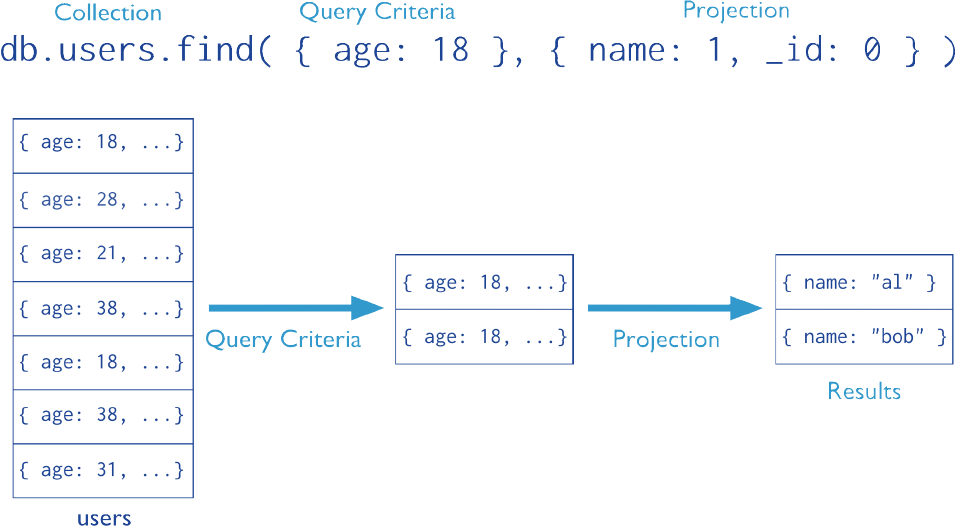 Collection Query Criteria Projection
db.users.find( { age: 18 }, { name: 1, _id: 0 } )
{ age: 18, ...}
{ age: 28, ...}
{ age: 21, ...}
{ age: 38, ...}
{ age: 18, ...}
{ age: 38, ...}
{ age: 31, ...}
users
Query Criteria
{ age: 18, ...}
{ age: 18, ...}
Projection
{ name: "al" }
{ name: "bob" }
Results